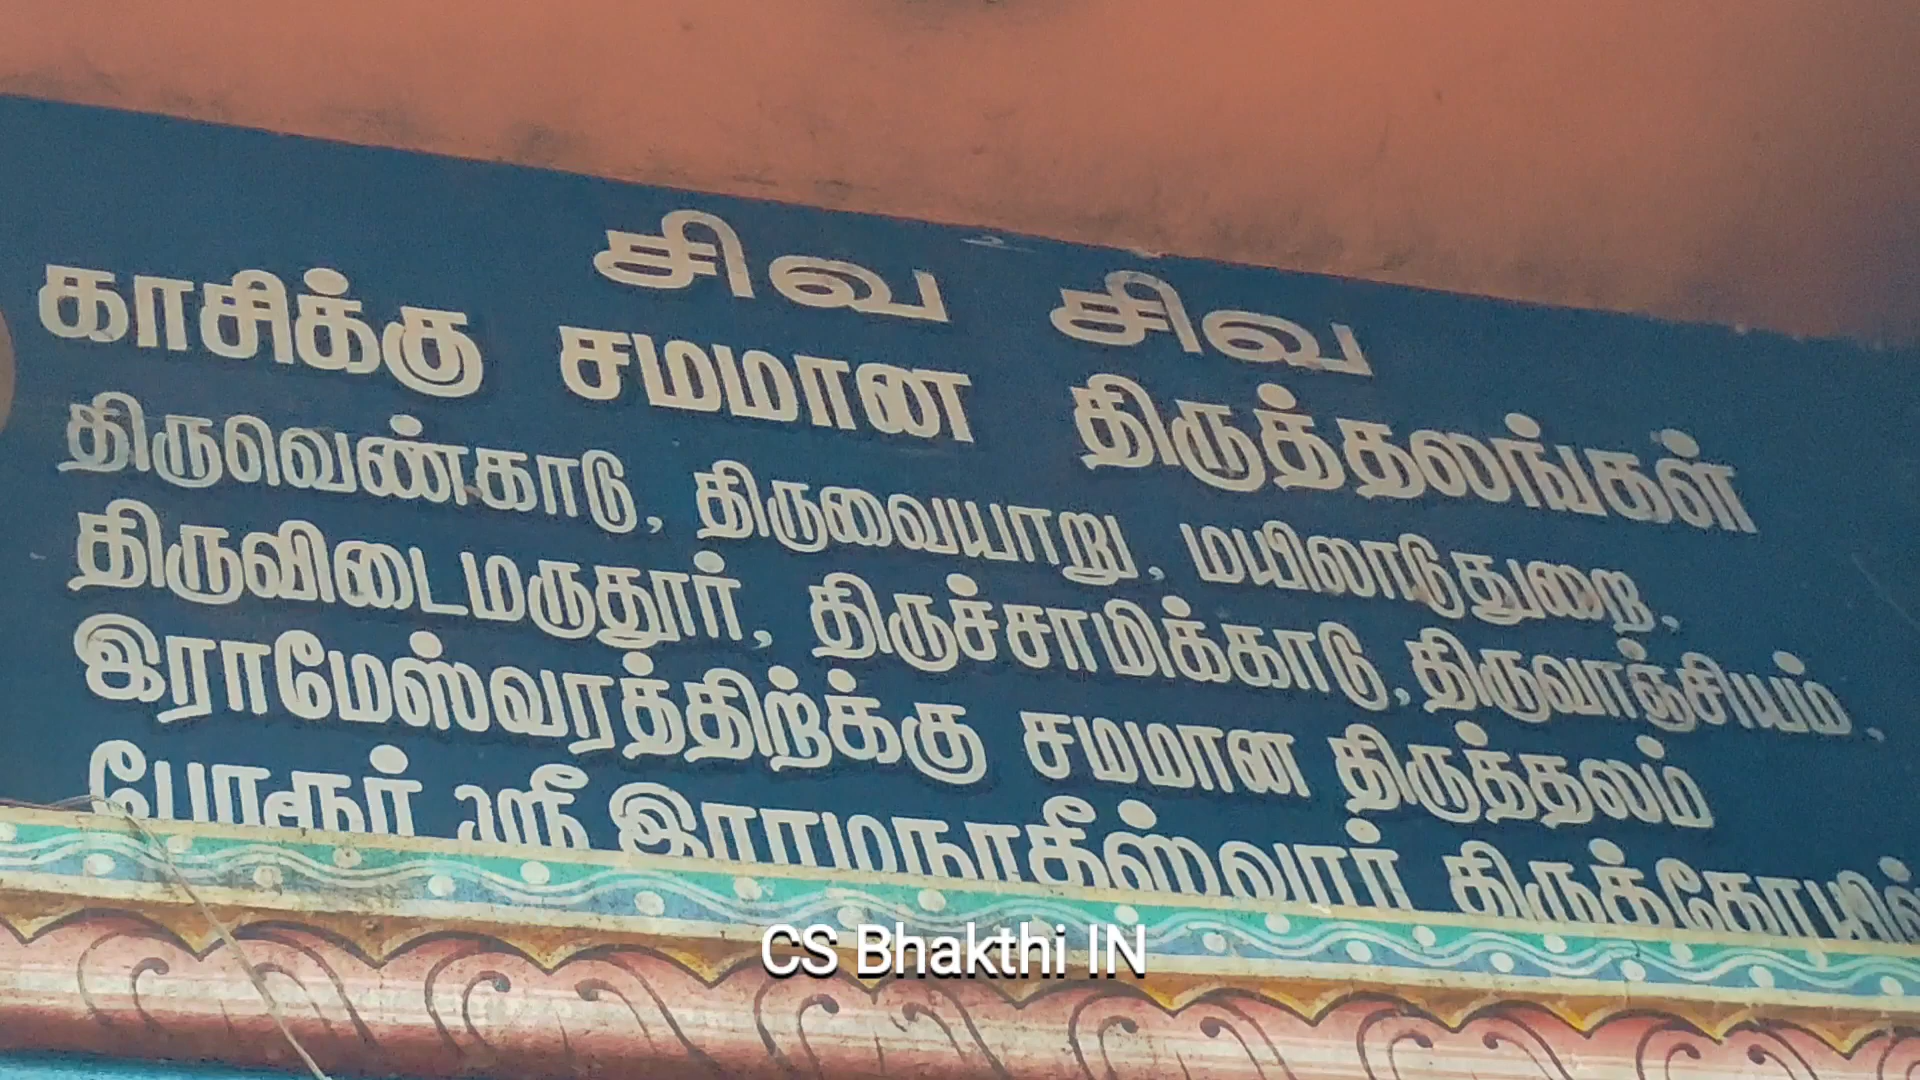 சிவ சிவ
காசிக்கு சமமான திருத்தலங்கள்
திருவெண்காடு, திருவையாறு, மயிலாடுதுறை,
திருவிடைமருதூர், திருச்சாமிக்காடு, திருவாஞ்சியம்,
இராமேஸ்வரத்திற்க்கு சமமான திருத்தலம்
போரூர் ஸ்ரீ இராமநாதீஸ்வரர் திருக்கோயில்
CS Bhakthi IN